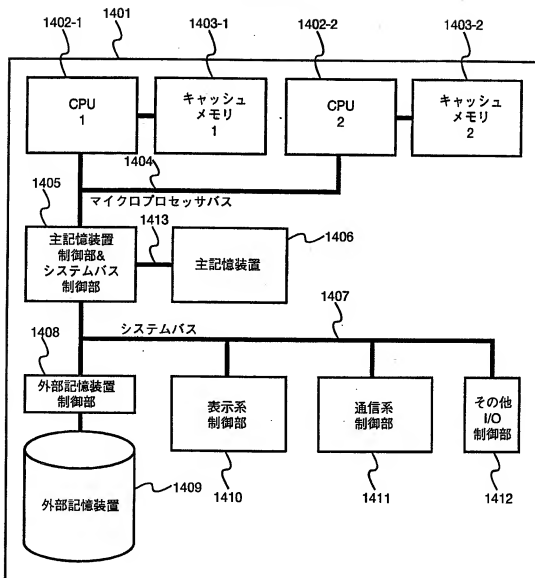 1402-1
1401
1403-1
1402-2
1403-2
CPU
1
キャッシュ
メモリ
1
CPU
2
キャッシュ
メモリ
2
1404
マイクロプロセッサバス
1405
主記憶装置
制御部&
システムバス
制御部
1413
主記憶装置
1406
システムバス
1407
1408
外部記憶装置
制御部
表示系
制御部
通信系
制御部
その他
I/O
制御部
外部記憶装置
1409
1410
1411
1412